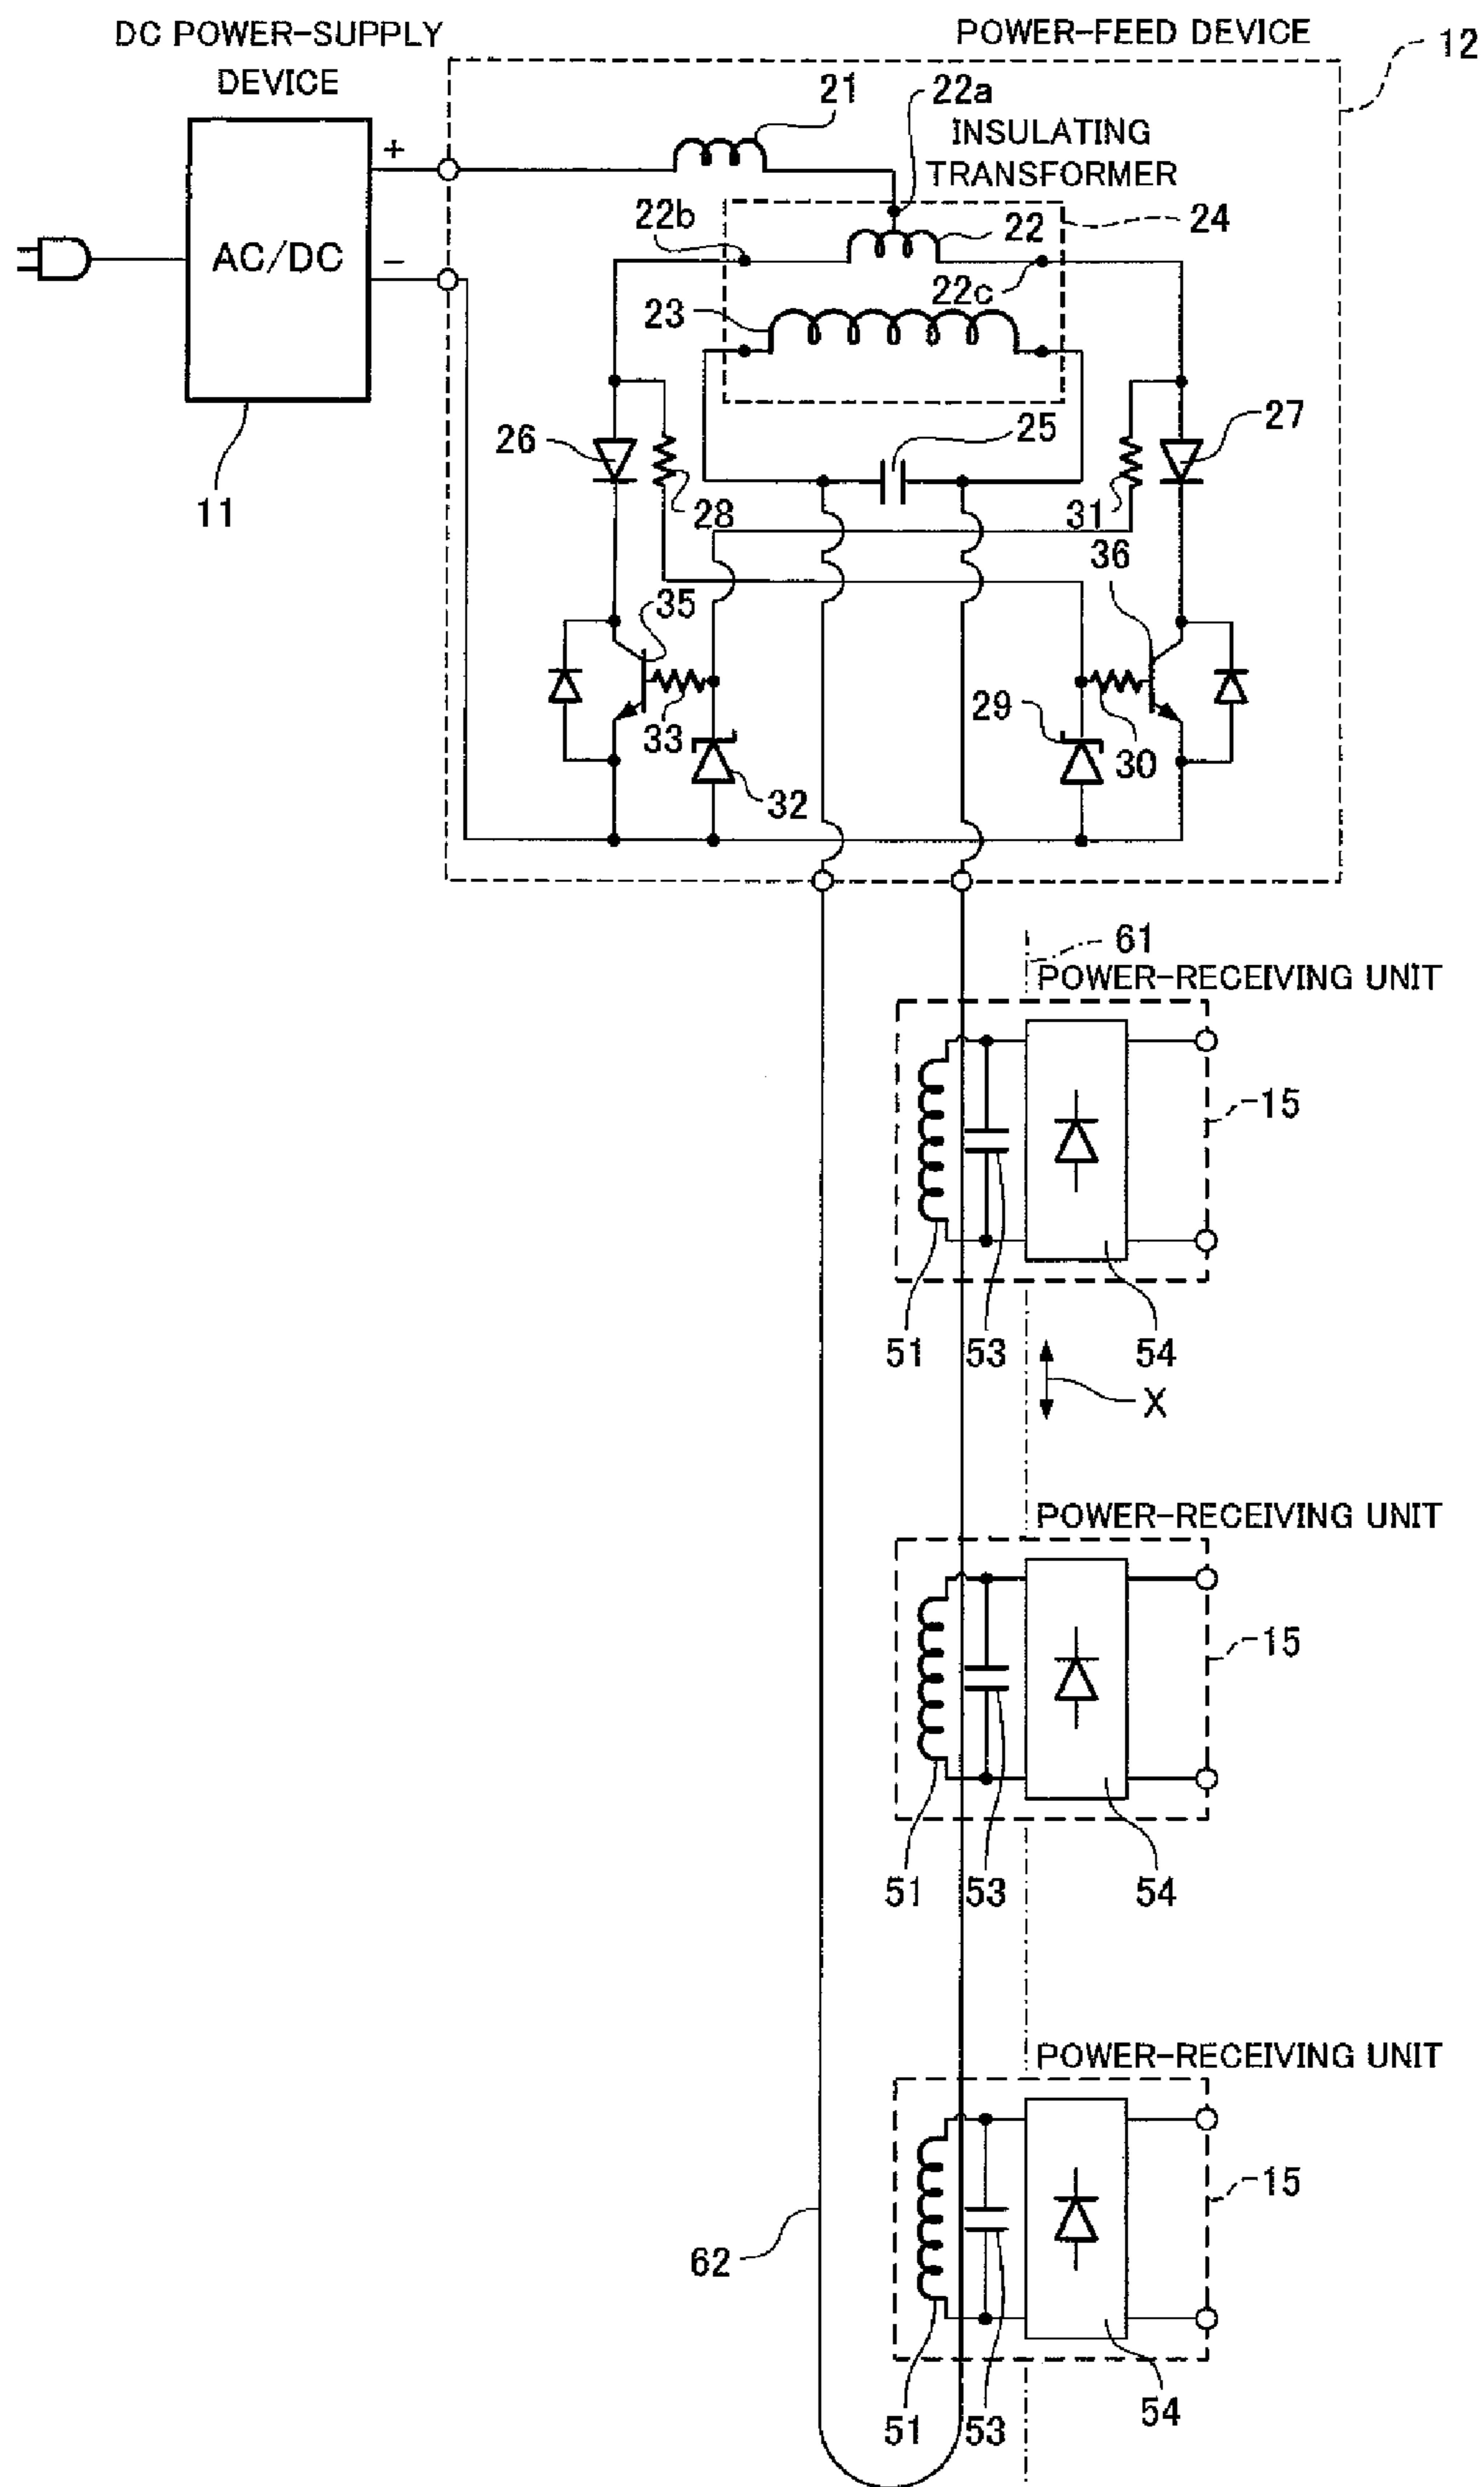 DC POWER-SUPPLY
DEVICE
POWER-FEED DEVICE
12
21
22a
INSULATING
TRANSFORMER
+
22b
22
24
AC/DC
−
22c
23
26
25
27
11
28
31
36
35
29
33
30
32
61
POWER-RECEIVING UNIT
15
51
53
54
X
POWER-RECEIVING UNIT
15
51
53
54
POWER-RECEIVING UNIT
15
62
51
53
54